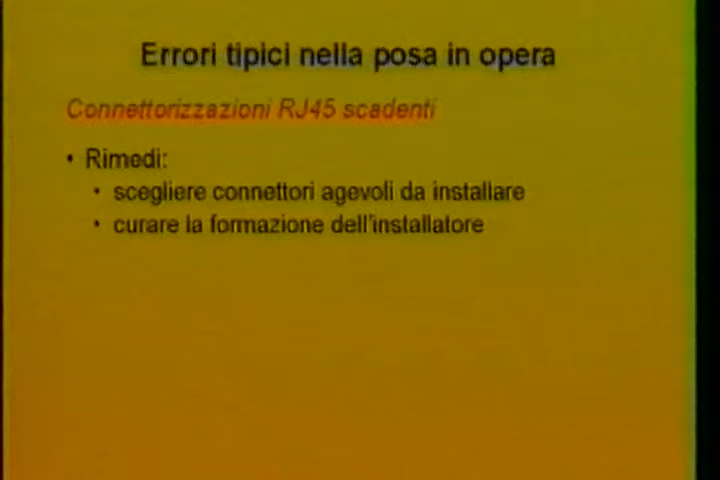 Errori tipici nella posa in opera
Connettorizzazioni RJ45 scadenti
• Rimedi:
• scegliere connettori agevoli da installare
• curare la formazione dell'installatore